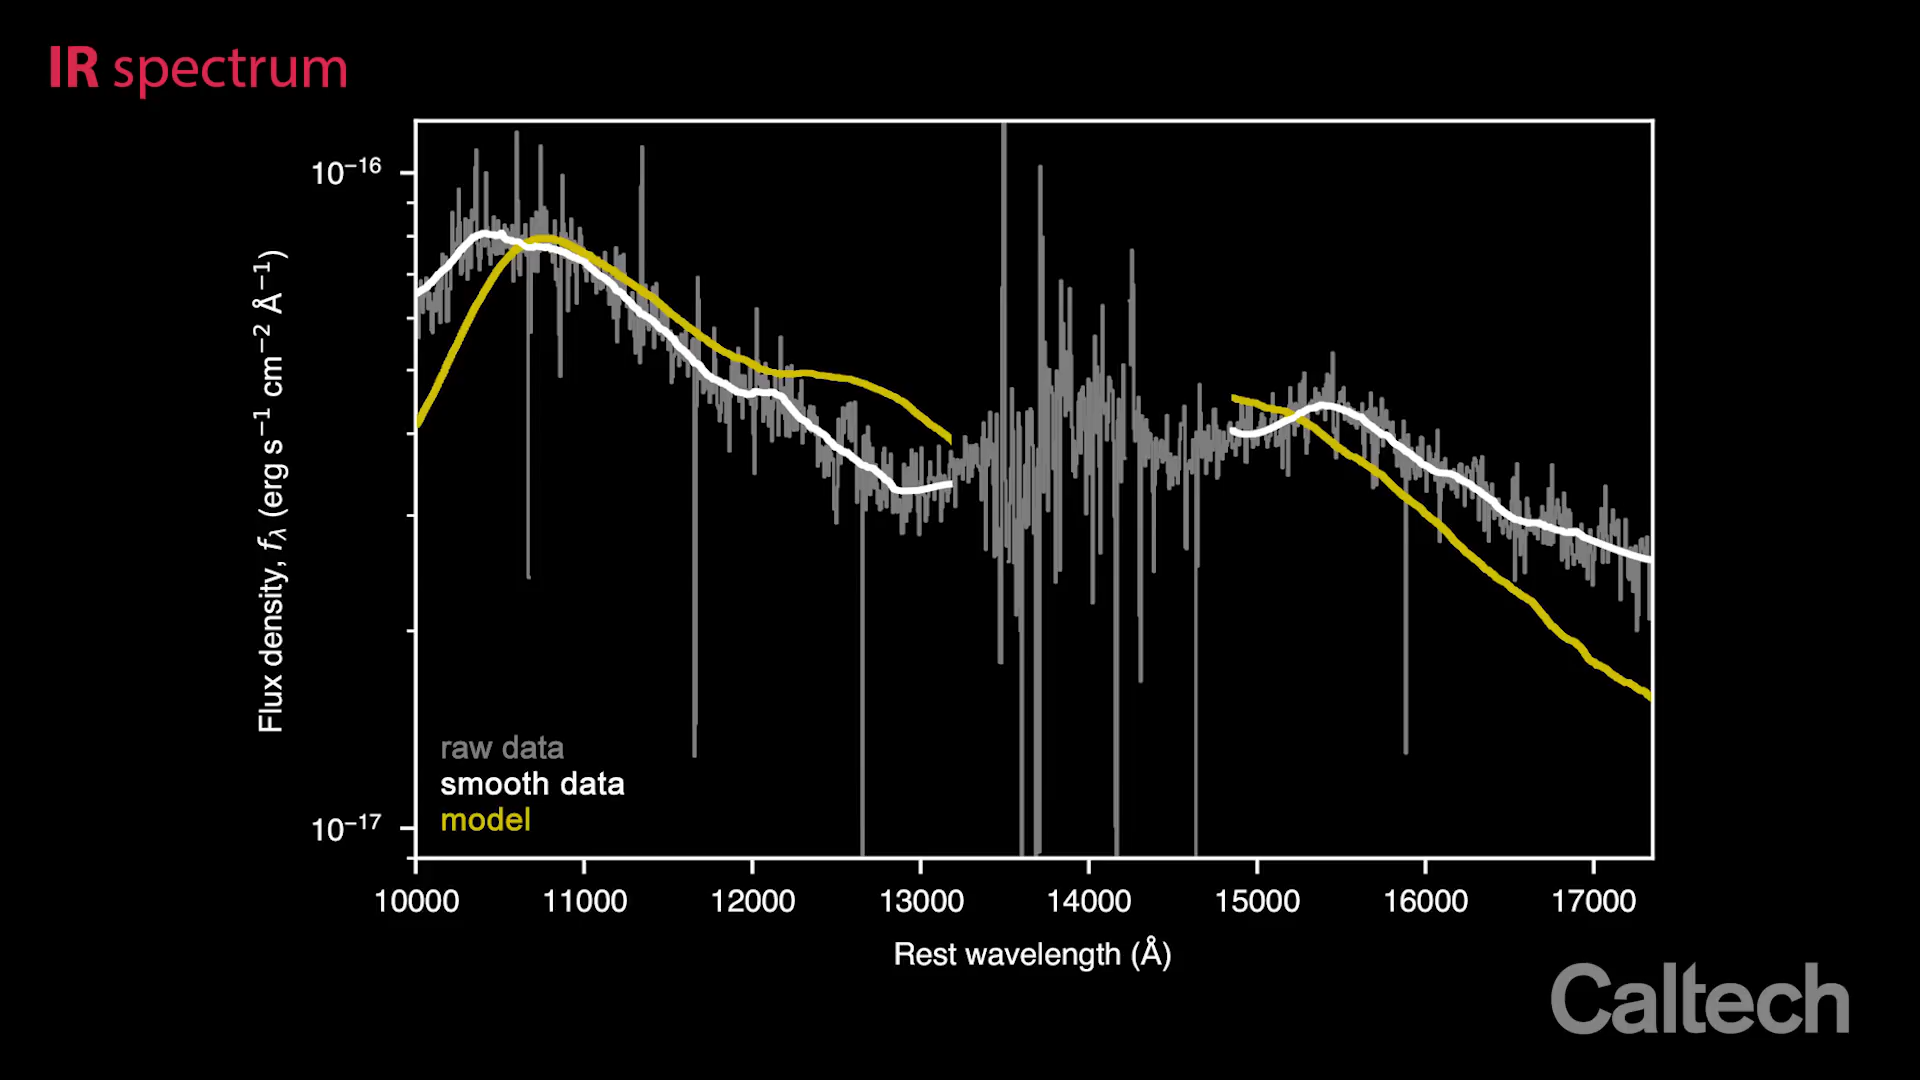 IR spectrum
10⁻¹⁶
Flux density, fλ (erg s⁻¹ cm⁻² Å⁻¹)
raw data
smooth data
model
10⁻¹⁷
10000 11000 12000 13000 14000 15000 16000 17000
Rest wavelength (Å)
Caltech